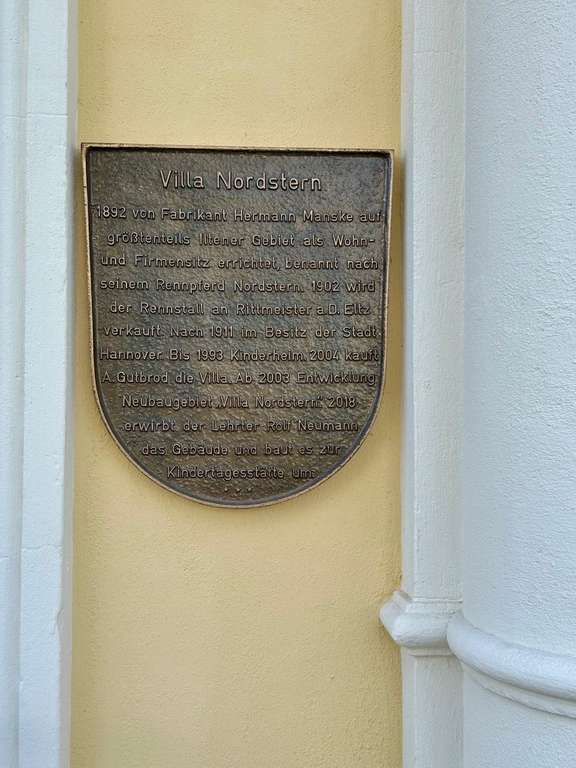 Villa Nordstern
1892 von Fabrikant Hermann Manske auf
größtenteils Iltener Gebiet als Wohn-
und Firmensitz errichtet, benannt nach
seinem Rennpferd Nordstern. 1902 wird
der Rennstall an Rittmeister a.D. Eltz
verkauft. Nach 1911 im Besitz der Stadt
Hannover. Bis 1993 Kinderheim. 2004 kauft
A. Gutbrod die Villa. Ab 2003 Entwicklung
Neubaugebiet „Villa Nordstern“. 2018
erwirbt der Lehrter Rolf Neumann
das Gebäude und baut es zur
Kindertagesstätte um.